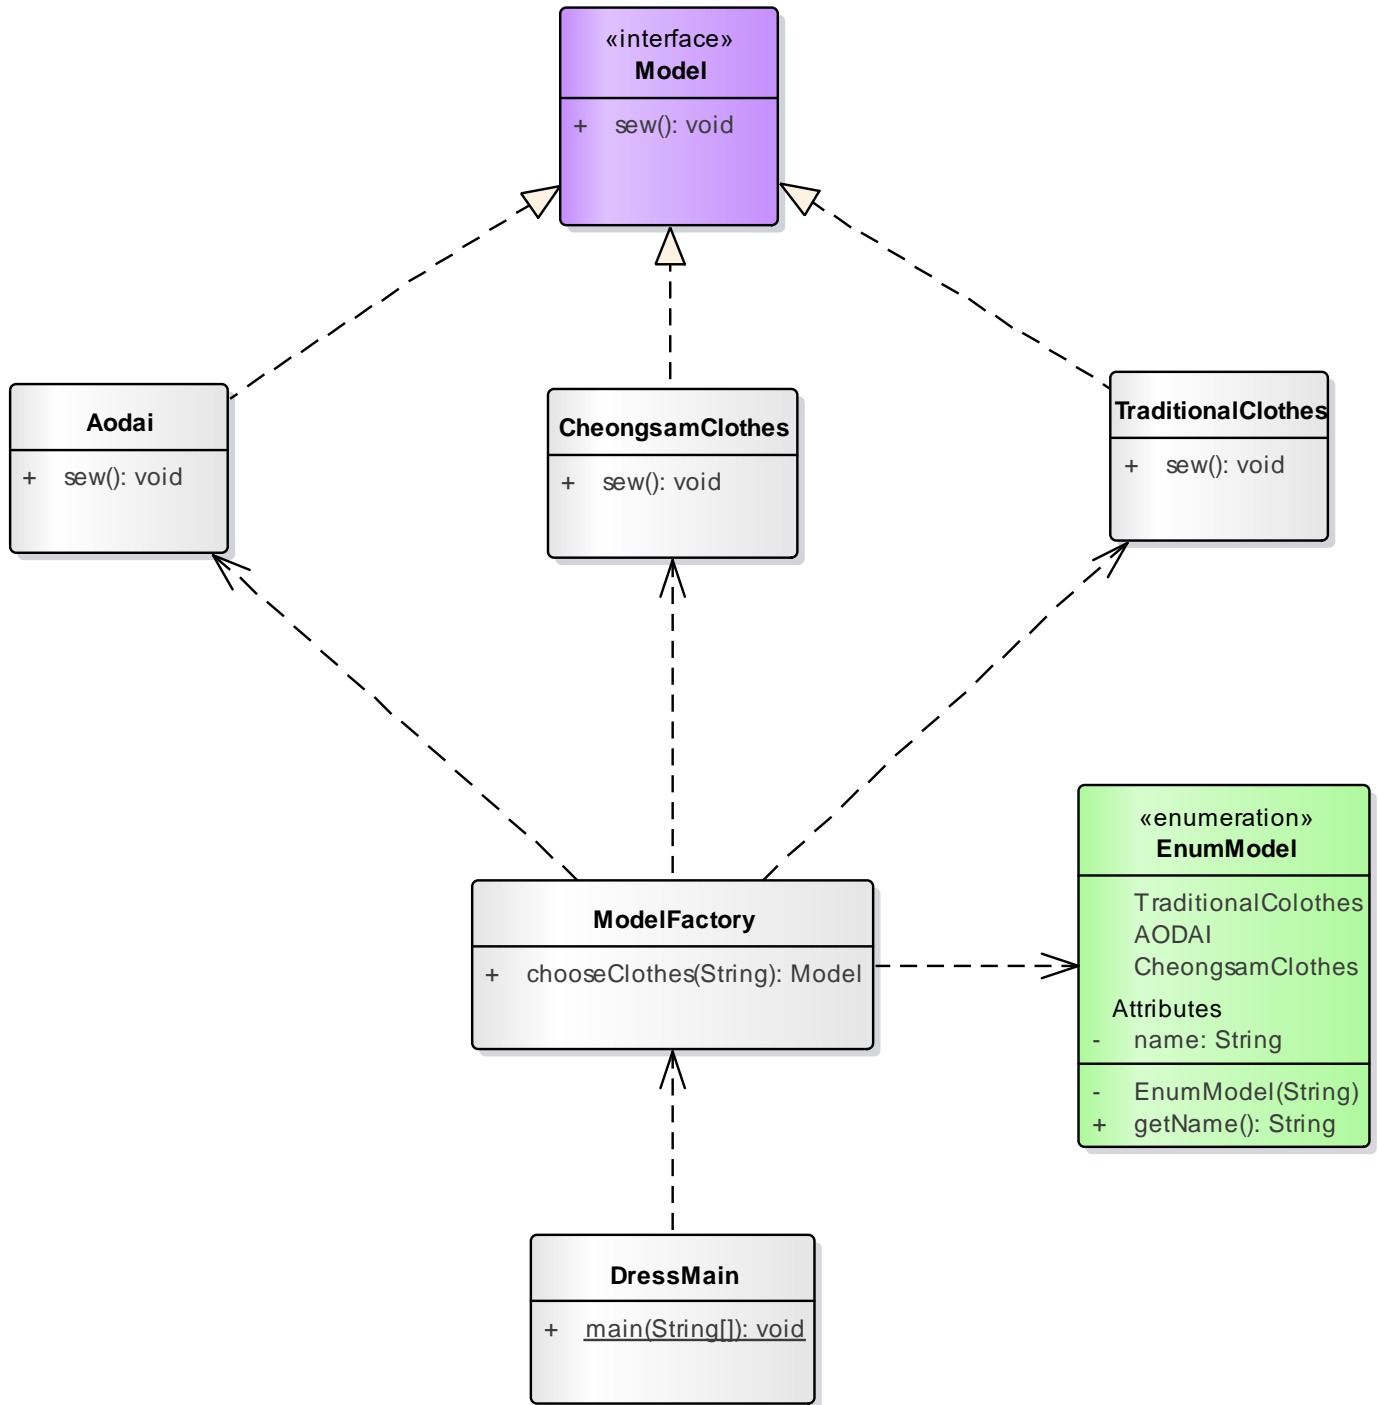 «interface»
Model
+ sew(): void
Aodai
+ sew(): void
CheongsamClothes
+ sew(): void
TraditionalClothes
+ sew(): void
ModelFactory
+ chooseClothes(String): Model
«enumeration»
EnumModel
TraditionalColothes
AODAI
CheongsamClothes
Attributes
- name: String
- EnumModel(String)
+ getName(): String
DressMain
+ main(String[]): void